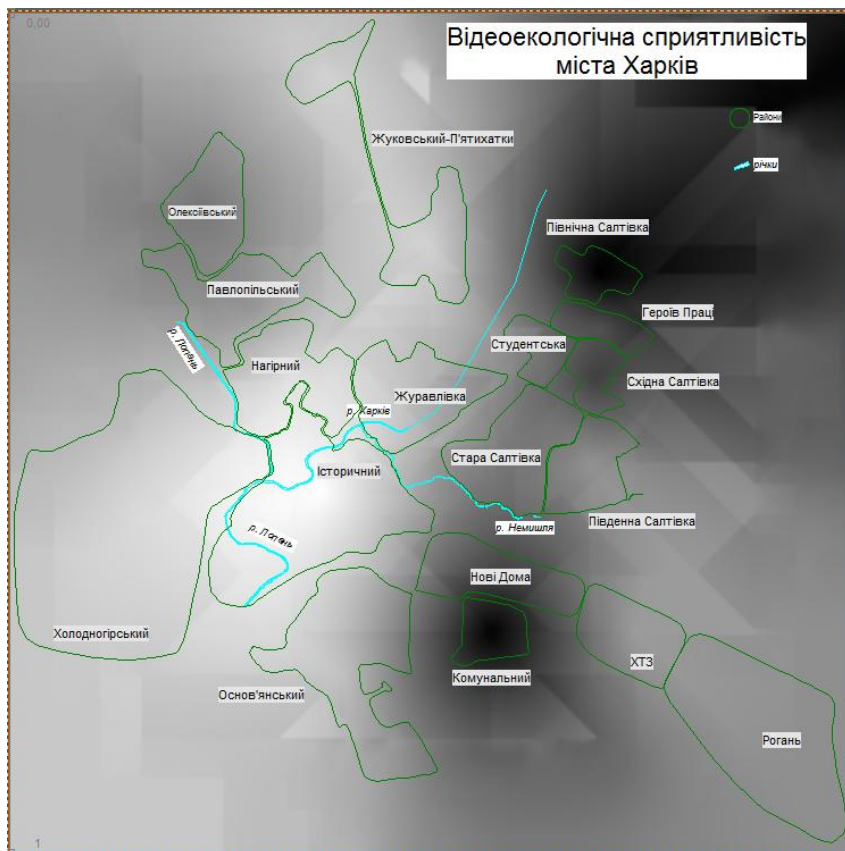 0,00
Відеоекологічна сприятливість
міста Харків
Райони
річки
Жуковський-П'ятихатки
Олексіївський
Північна Салтівка
Павлопільський
Героїв Праці
р. Лопань
Студентська
Нагірний
Східна Салтівка
Журавлівка
р. Харків
Стара Салтівка
Історичний
Південна Салтівка
р. Немишля
р. Лопань
Нові Дома
Холодногірський
ХТЗ
Комунальний
Основ'янський
Рогань
1